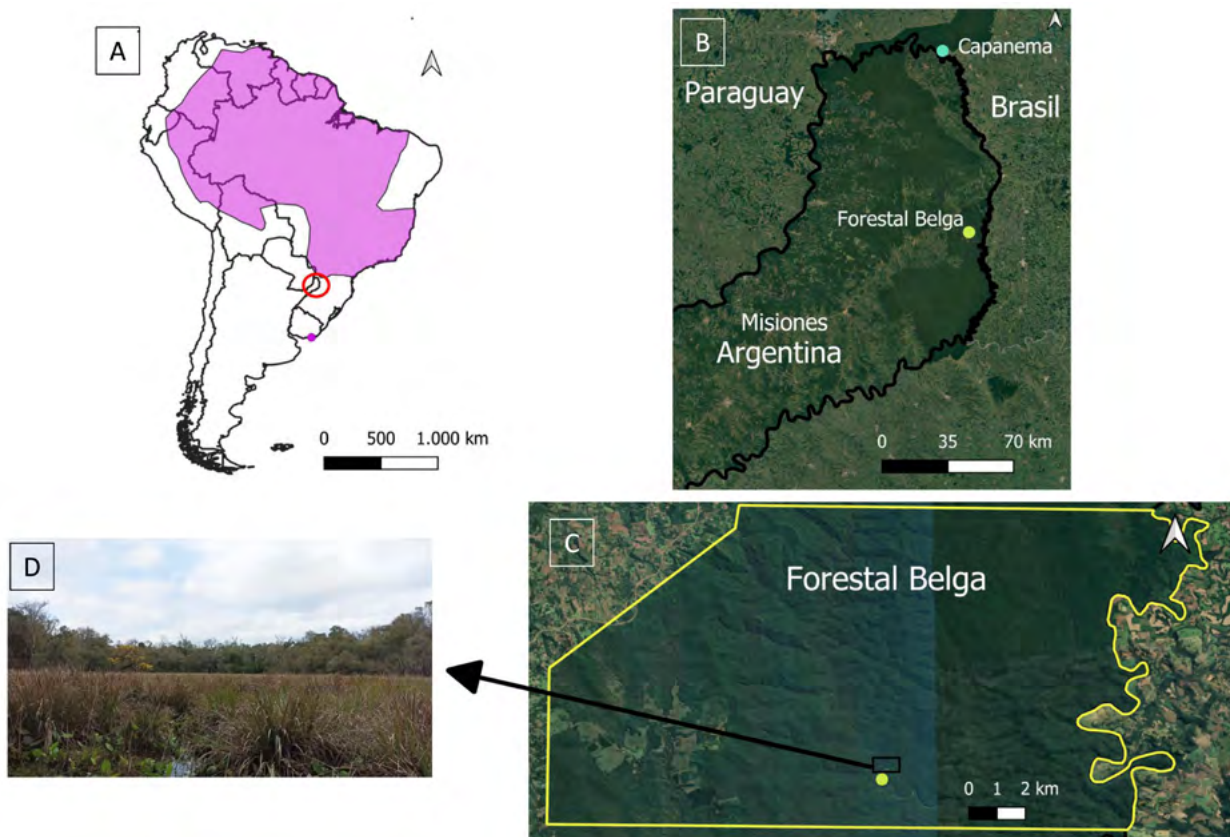 A
0 500 1.000 km
B
Capanema
Paraguay
Brasil
Forestal Belga
Misiones
Argentina
0 35 70 km
D
C
Forestal Belga
0 1 2 km